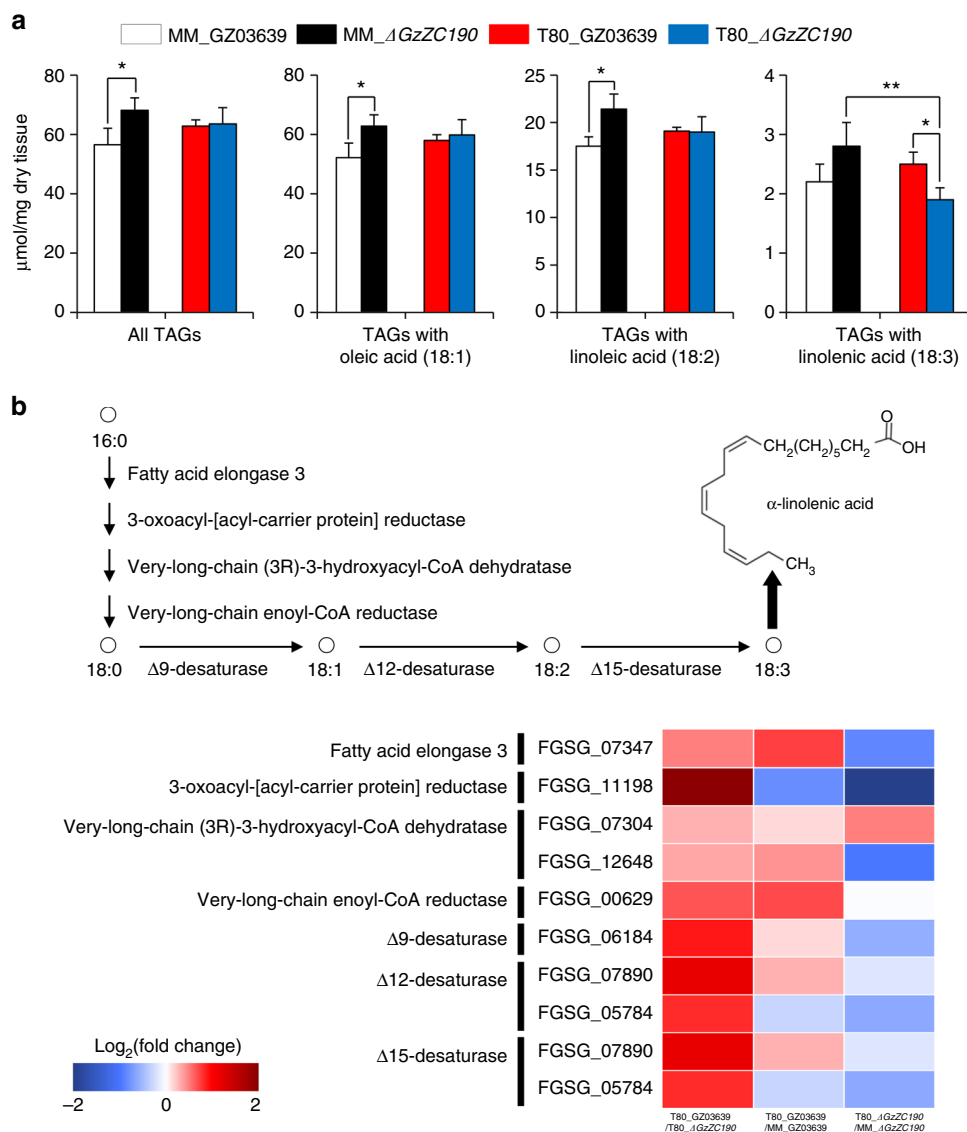 a
MM_GZ03639 MM_ΔGzZC190 T80_GZ03639 T80_ΔGzZC190
μmol/mg dry tissue
80
60
40
20
0
*
All TAGs
80
60
40
20
0
*
TAGs with
oleic acid (18:1)
25
20
15
10
5
0
*
TAGs with
linoleic acid (18:2)
4
3
2
1
0
**
*
TAGs with
linolenic acid (18:3)
b
16:0
Fatty acid elongase 3
3-oxoacyl-[acyl-carrier protein] reductase
Very-long-chain (3R)-3-hydroxyacyl-CoA dehydratase
Very-long-chain enoyl-CoA reductase
18:0 Δ9-desaturase 18:1 Δ12-desaturase 18:2 Δ15-desaturase 18:3
O
CH2(CH2)5CH2 OH
α-linolenic acid
CH3
Fatty acid elongase 3 FGSG_07347
3-oxoacyl-[acyl-carrier protein] reductase FGSG_11198
Very-long-chain (3R)-3-hydroxyacyl-CoA dehydratase FGSG_07304
FGSG_12648
Very-long-chain enoyl-CoA reductase FGSG_00629
Δ9-desaturase FGSG_06184
Δ12-desaturase FGSG_07890
FGSG_05784
Δ15-desaturase FGSG_07890
FGSG_05784
Log2(fold change)
−2 0 2
T80_GZ03639 /T80_ΔGzZC190
T80_GZ03639 /MM_GZ03639
T80_ΔGzZC190 /MM_ΔGzZC190